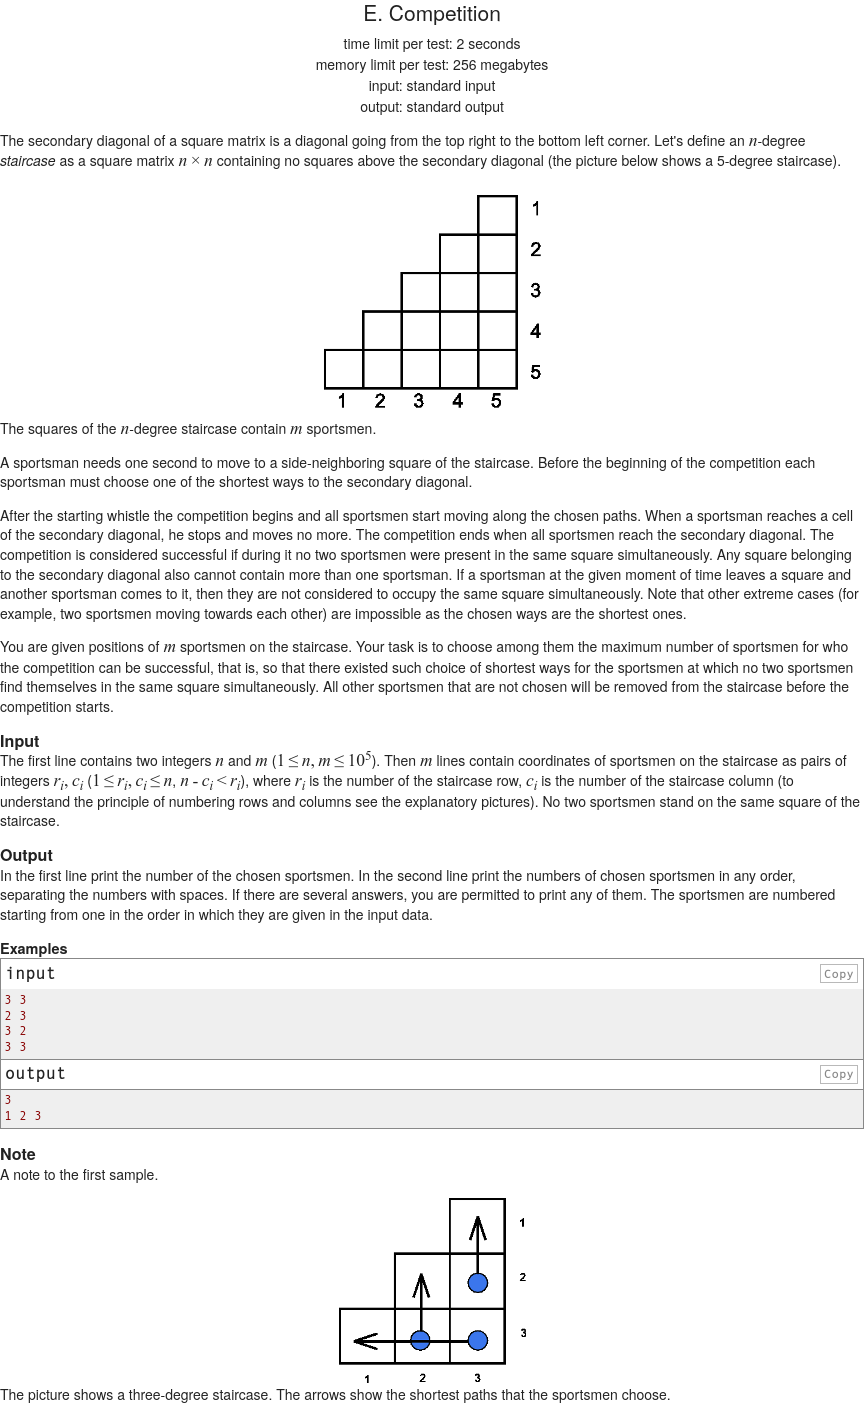 E. Competition
time limit per test: 2 seconds
memory limit per test: 256 megabytes
input: standard input
output: standard output
The secondary diagonal of a square matrix is a diagonal going from the top right to the bottom left corner. Let's define an n-degree
staircase as a square matrix n × n containing no squares above the secondary diagonal (the picture below shows a 5-degree staircase).
1
2
3
4
5
1 2 3 4 5
The squares of the n-degree staircase contain m sportsmen.
A sportsman needs one second to move to a side-neighboring square of the staircase. Before the beginning of the competition each
sportsman must choose one of the shortest ways to the secondary diagonal.
After the starting whistle the competition begins and all sportsmen start moving along the chosen paths. When a sportsman reaches a cell
of the secondary diagonal, he stops and moves no more. The competition ends when all sportsmen reach the secondary diagonal. The
competition is considered successful if during it no two sportsmen were present in the same square simultaneously. Any square belonging
to the secondary diagonal also cannot contain more than one sportsman. If a sportsman at the given moment of time leaves a square and
another sportsman comes to it, then they are not considered to occupy the same square simultaneously. Note that other extreme cases (for
example, two sportsmen moving towards each other) are impossible as the chosen ways are the shortest ones.
You are given positions of m sportsmen on the staircase. Your task is to choose among them the maximum number of sportsmen for who
the competition can be successful, that is, so that there existed such choice of shortest ways for the sportsmen at which no two sportsmen
find themselves in the same square simultaneously. All other sportsmen that are not chosen will be removed from the staircase before the
competition starts.
Input
The first line contains two integers n and m (1 ≤ n, m ≤ 10^5). Then m lines contain coordinates of sportsmen on the staircase as pairs of
integers r_i, c_i (1 ≤ r_i, c_i ≤ n, n - c_i < r_i), where r_i is the number of the staircase row, c_i is the number of the staircase column (to
understand the principle of numbering rows and columns see the explanatory pictures). No two sportsmen stand on the same square of the
staircase.
Output
In the first line print the number of the chosen sportsmen. In the second line print the numbers of chosen sportsmen in any order,
separating the numbers with spaces. If there are several answers, you are permitted to print any of them. The sportsmen are numbered
starting from one in the order in which they are given in the input data.
Examples
input Copy
3 3
2 3
3 2
3 3
output Copy
3
1 2 3
Note
A note to the first sample.
1
2
3
1 2 3
The picture shows a three-degree staircase. The arrows show the shortest paths that the sportsmen choose.